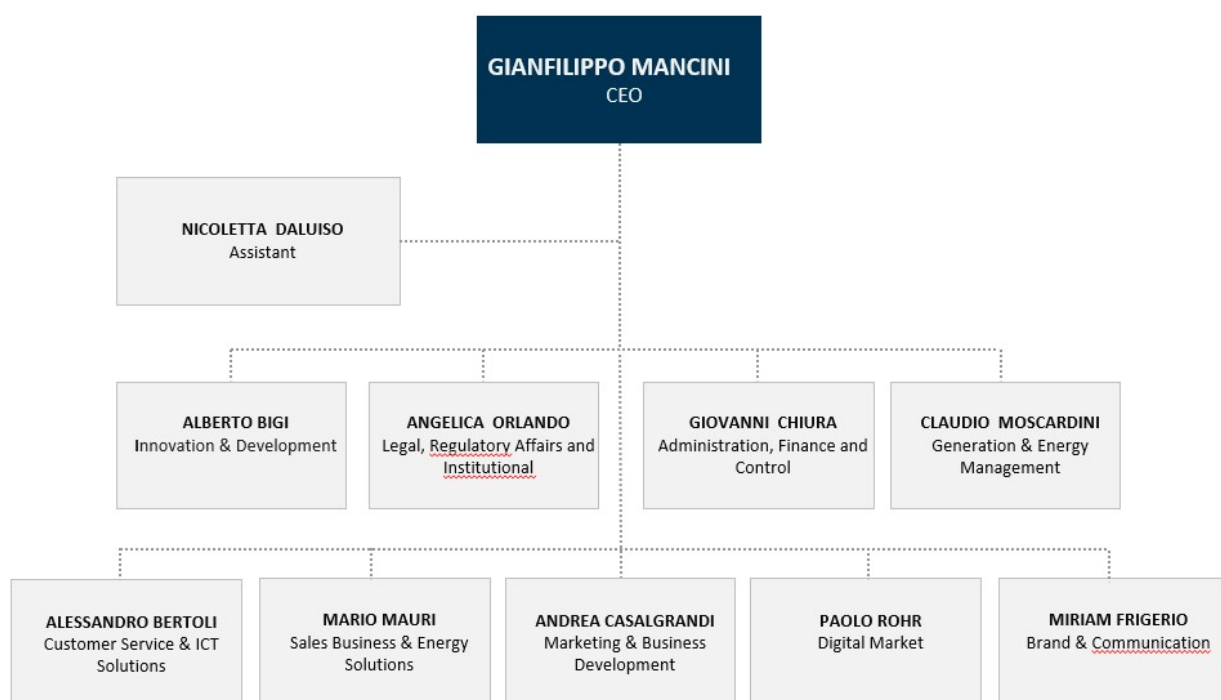 GIANFILIPPO MANCINI
CEO
NICOLETTA DALUISO
Assistant
ALBERTO BIGI
Innovation & Development
ANGELICA ORLANDO
Legal, Regulatory Affairs and
Institutional
GIOVANNI CHIURA
Administration, Finance and
Control
CLAUDIO MOSCARDINI
Generation & Energy
Management
ALESSANDRO BERTOLI
Customer Service & ICT
Solutions
MARIO MAURI
Sales Business & Energy
Solutions
ANDREA CASALGRANDI
Marketing & Business
Development
PAOLO ROHR
Digital Market
MIRIAM FRIGERIO
Brand & Communication